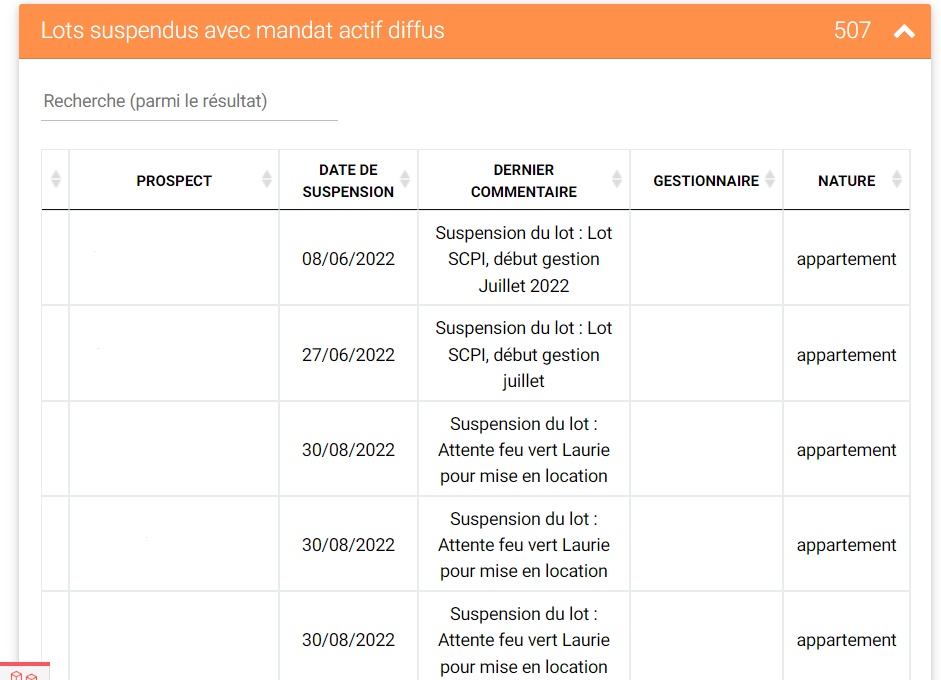 Lots suspendus avec mandat actif diffus 507
Recherche (parmi le résultat)
PROSPECT
DATE DE
SUSPENSION
DERNIER
COMMENTAIRE
GESTIONNAIRE
NATURE
08/06/2022
Suspension du lot : Lot
SCPI, début gestion
Juillet 2022
appartement
27/06/2022
Suspension du lot : Lot
SCPI, début gestion
juillet
appartement
30/08/2022
Suspension du lot :
Attente feu vert Laurie
pour mise en location
appartement
30/08/2022
Suspension du lot :
Attente feu vert Laurie
pour mise en location
appartement
30/08/2022
Suspension du lot :
Attente feu vert Laurie
pour mise en location
appartement